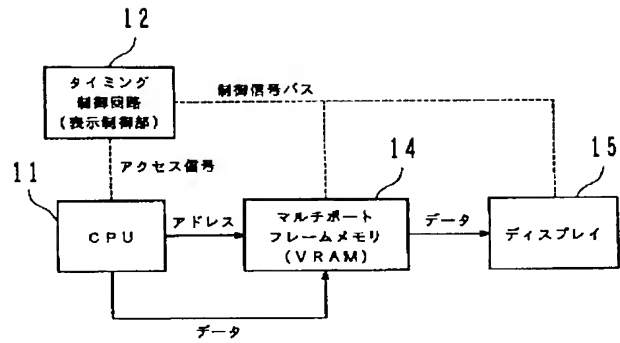 12
タイミング
制御回路
(表示制御部)
制御信号バス
アクセス信号
14
15
11
CPU
アドレス
マルチポート
フレームメモリ
(VRAM)
データ
ディスプレイ
データ